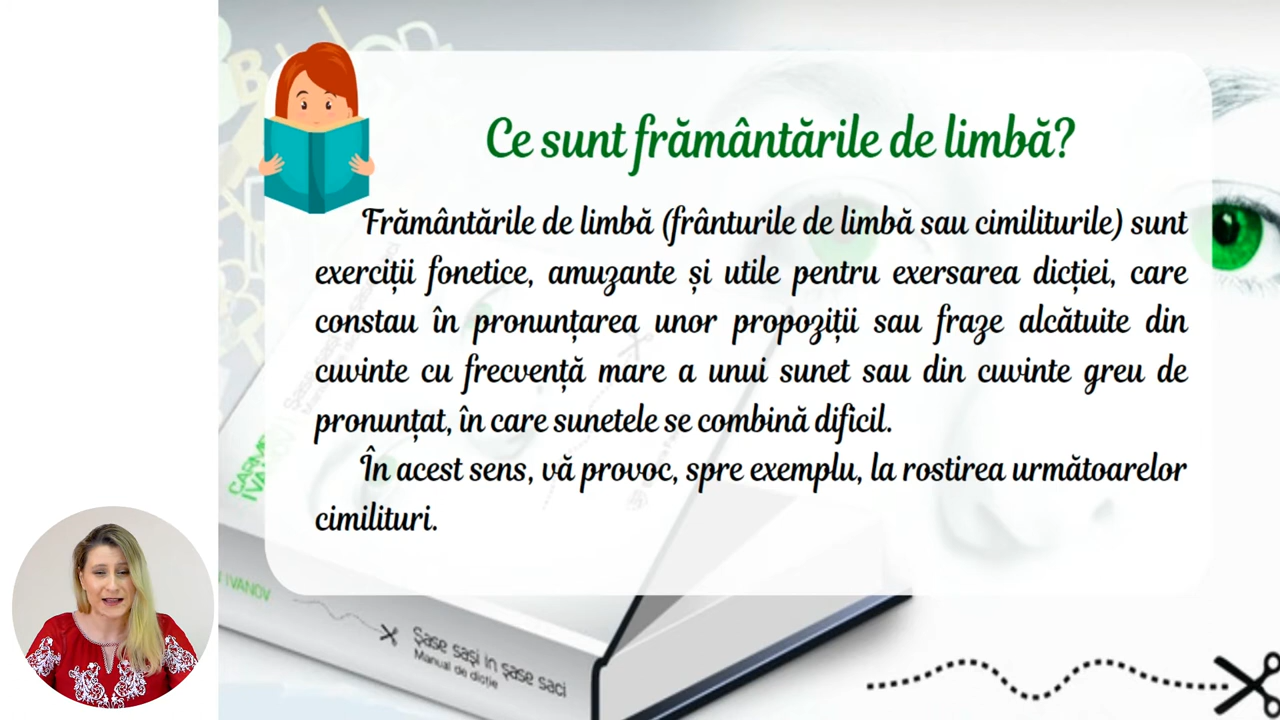 Ce sunt frământările de limbă?
Frământările de limbă (frânturile de limbă sau cimiliturile) sunt
exerciții fonetice, amuzante și utile pentru exersarea dicției, care
constau în pronunțarea unor propoziții sau fraze alcătuite din
cuvinte cu frecvență mare a unui sunet sau din cuvinte greu de
pronunțat, în care sunetele se combină dificil.
În acest sens, vă provoc, spre exemplu, la rostirea următoarelor
cimilituri.
CARMEN
IVANOV
IVANOV
Șase sași in șase saci
Manual de dicție